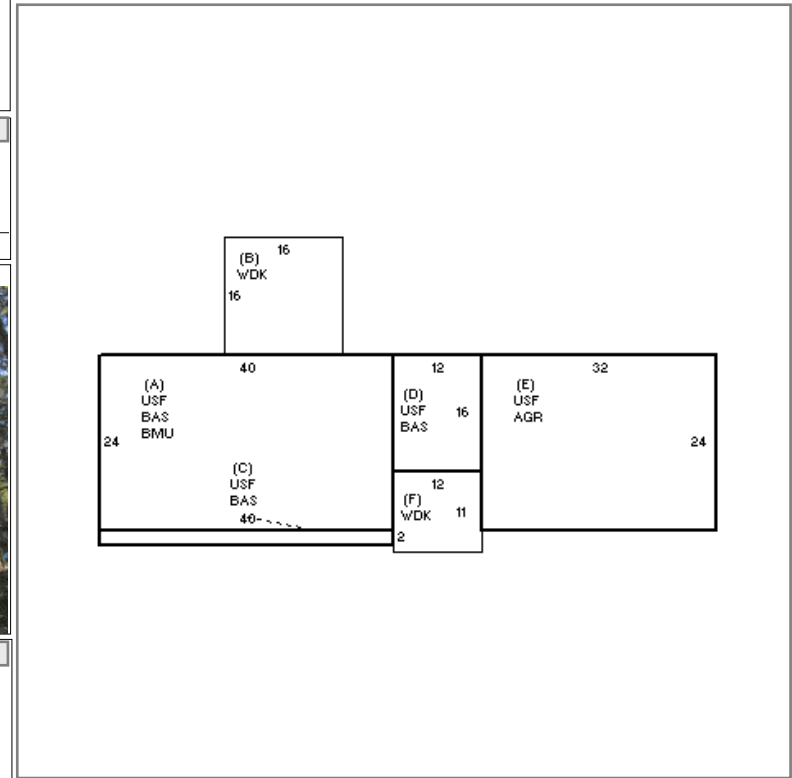 16
(B)
WDK
16
40
12
32
(A)
USF
BAS
BMU
(D)
USF
BAS
16
(E)
USF
AGR
24
24
(C)
USF
BAS
40
12
(F)
WDK
11
2